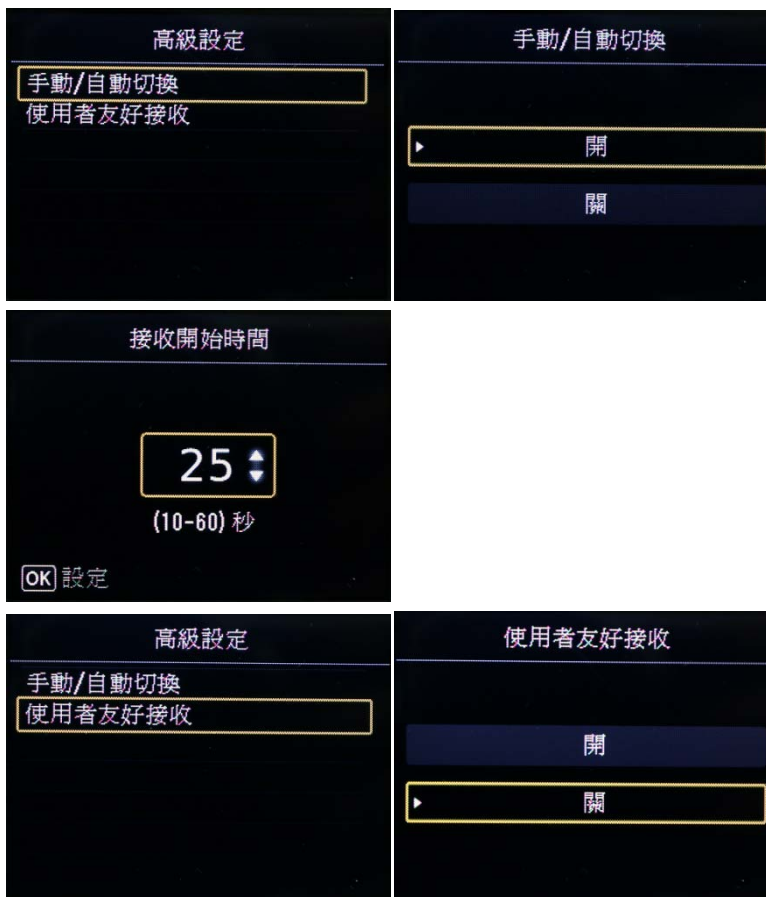 高級設定
手動/自動切換
使用者友好接收
手動/自動切換
開
關
接收開始時間
25
(10-60) 秒
OK 設定
高級設定
手動/自動切換
使用者友好接收
使用者友好接收
開
關